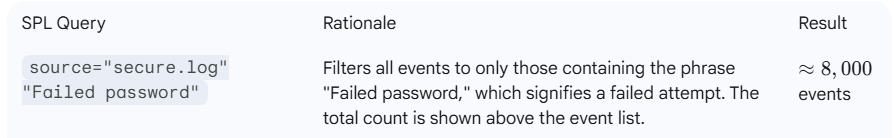 SPL Query Rationale Result
source="secure.log" Filters all events to only those containing the phrase ≈ 8,000
"Failed password" "Failed password," which signifies a failed attempt. The events
total count is shown above the event list.